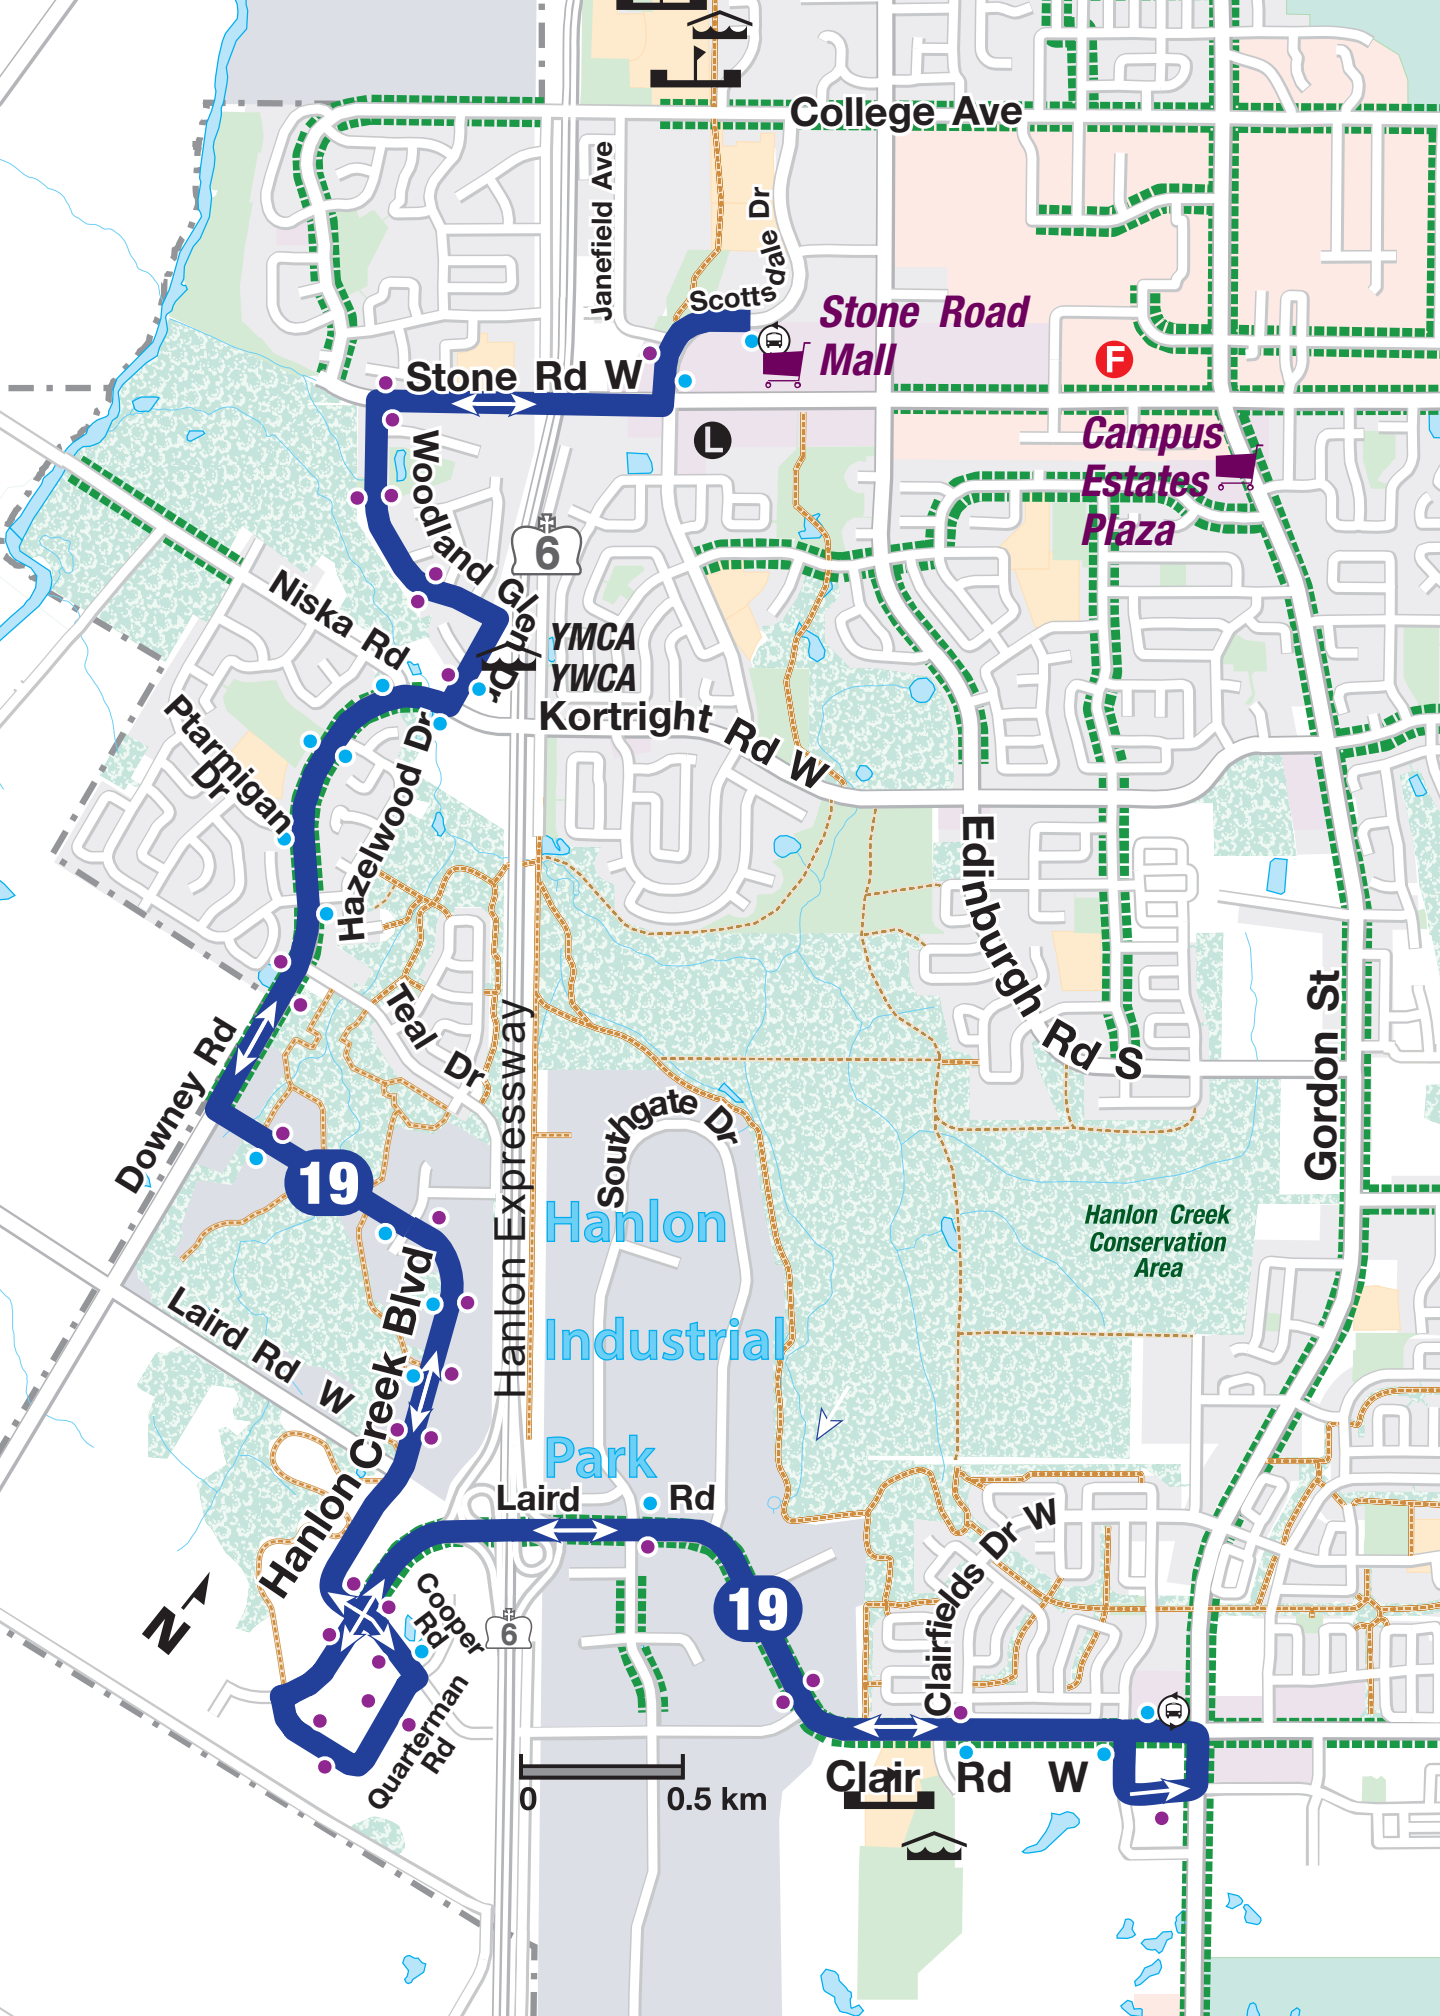 College Ave
Janefield Ave
Scottsdale Dr
Stone Road
Mall
F
Stone Rd W
L
Campus
Estates
Plaza
Woodland Glen Dr
6
Niska Rd
YMCA
YWCA
Kortright Rd W
Ptarmigan
Dr
Hazelwood Dr
Edinburgh Rd S
Teal Dr
Downey Rd
Hanlon Expressway
Southgate Dr
Gordon St
19
Hanlon
Industrial
Park
Hanlon Creek
Conservation
Area
Laird Rd W
Hanlon Creek Blvd
Laird Rd
Clairfields Dr W
Cooper
Rd
19
6
N
Quarterman
Rd
Clair Rd W
0 0.5 km